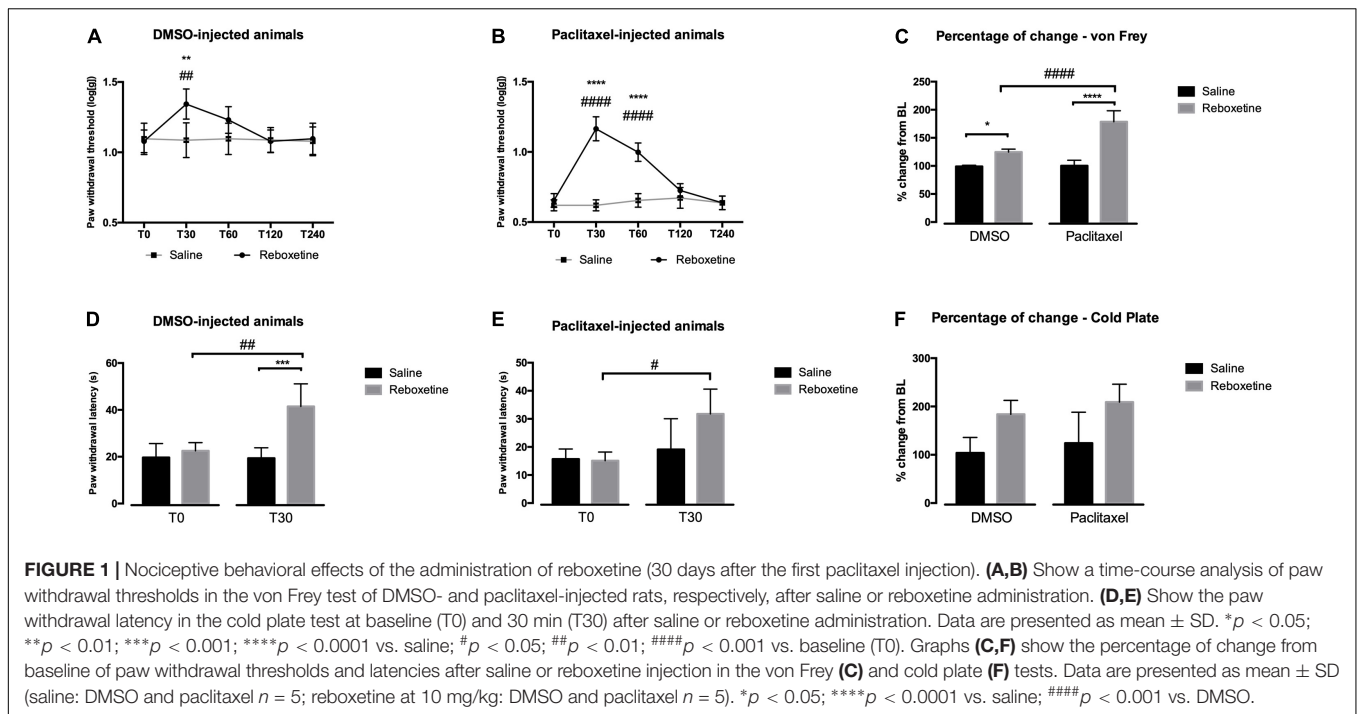 A
DMSO-injected animals
**
##
Paw withdrawal threshold (log[g])
1.5
1.0
0.5
T0 T30 T60 T120 T240
Saline Reboxetine
B
Paclitaxel-injected animals
**** ****
#### ####
Paw withdrawal threshold (log[g])
1.5
1.0
0.5
T0 T30 T60 T120 T240
Saline Reboxetine
C
Percentage of change - von Frey
####
* ****
% change from BL
250
200
150
100
50
0
DMSO Paclitaxel
Saline
Reboxetine
D
DMSO-injected animals
##
***
Paw withdrawal latency (s)
60
40
20
0
T0 T30
Saline
Reboxetine
E
Paclitaxel-injected animals
#
Paw withdrawal latency (s)
50
40
30
20
10
0
T0 T30
Saline
Reboxetine
F
Percentage of change - Cold Plate
% change from BL
300
200
100
0
DMSO Paclitaxel
Saline
Reboxetine
FIGURE 1 | Nociceptive behavioral effects of the administration of reboxetine (30 days after the first paclitaxel injection). (A,B) Show a time-course analysis of paw
withdrawal thresholds in the von Frey test of DMSO- and paclitaxel-injected rats, respectively, after saline or reboxetine administration. (D,E) Show the paw
withdrawal latency in the cold plate test at baseline (T0) and 30 min (T30) after saline or reboxetine administration. Data are presented as mean ± SD. *p < 0.05;
**p < 0.01; ***p < 0.001; ****p < 0.0001 vs. saline; #p < 0.05; ##p < 0.01; ####p < 0.001 vs. baseline (T0). Graphs (C,F) show the percentage of change from
baseline of paw withdrawal thresholds and latencies after saline or reboxetine injection in the von Frey (C) and cold plate (F) tests. Data are presented as mean ± SD
(saline: DMSO and paclitaxel n = 5; reboxetine at 10 mg/kg: DMSO and paclitaxel n = 5). *p < 0.05; ****p < 0.0001 vs. saline; ####p < 0.001 vs. DMSO.